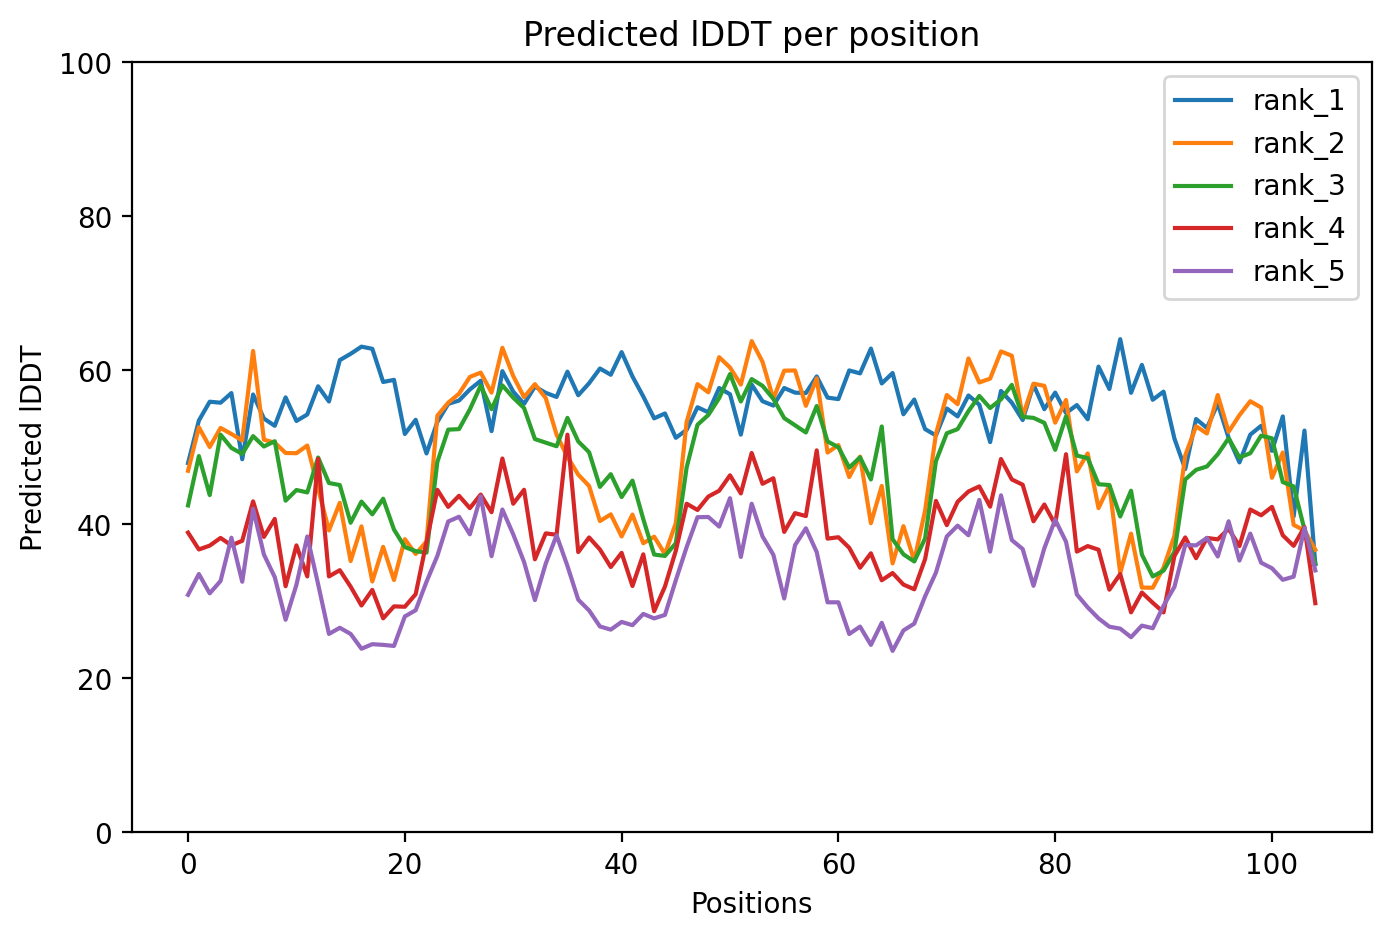 Predicted lDDT per position
100
80
60
40
20
0
Predicted lDDT
0 20 40 60 80 100
Positions
rank_1
rank_2
rank_3
rank_4
rank_5